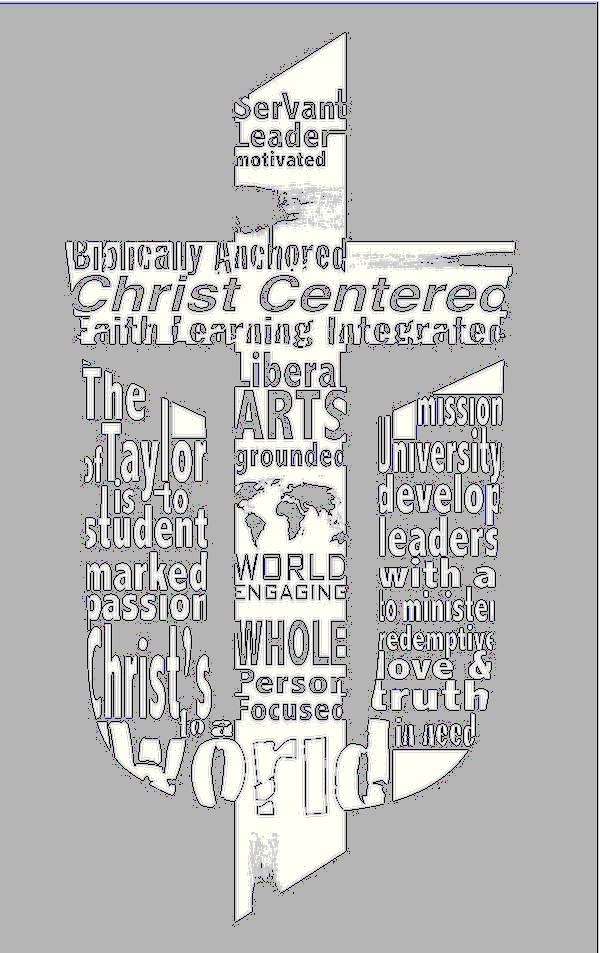 Servant
Leader
motivated
Biblically Anchored
Christ Centered
Faith Learning Integrated
Liberal
ARTS
grounded
WORLD
ENGAGING
WHOLE
Person
Focused
The mission
of Taylor University
is to develop
student leaders
marked with a
passion to minister
Christ's redemptive
love &
truth
to a
World in need